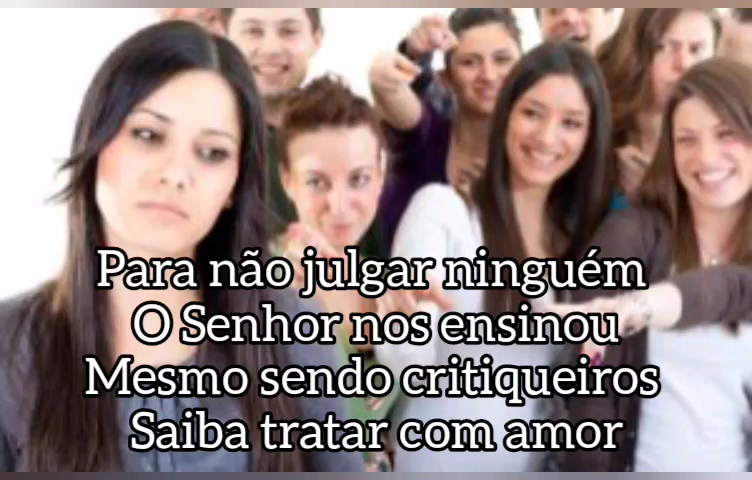 Para não julgar ninguém
O Senhor nos ensinou
Mesmo sendo critiqueiros
Saiba tratar com amor